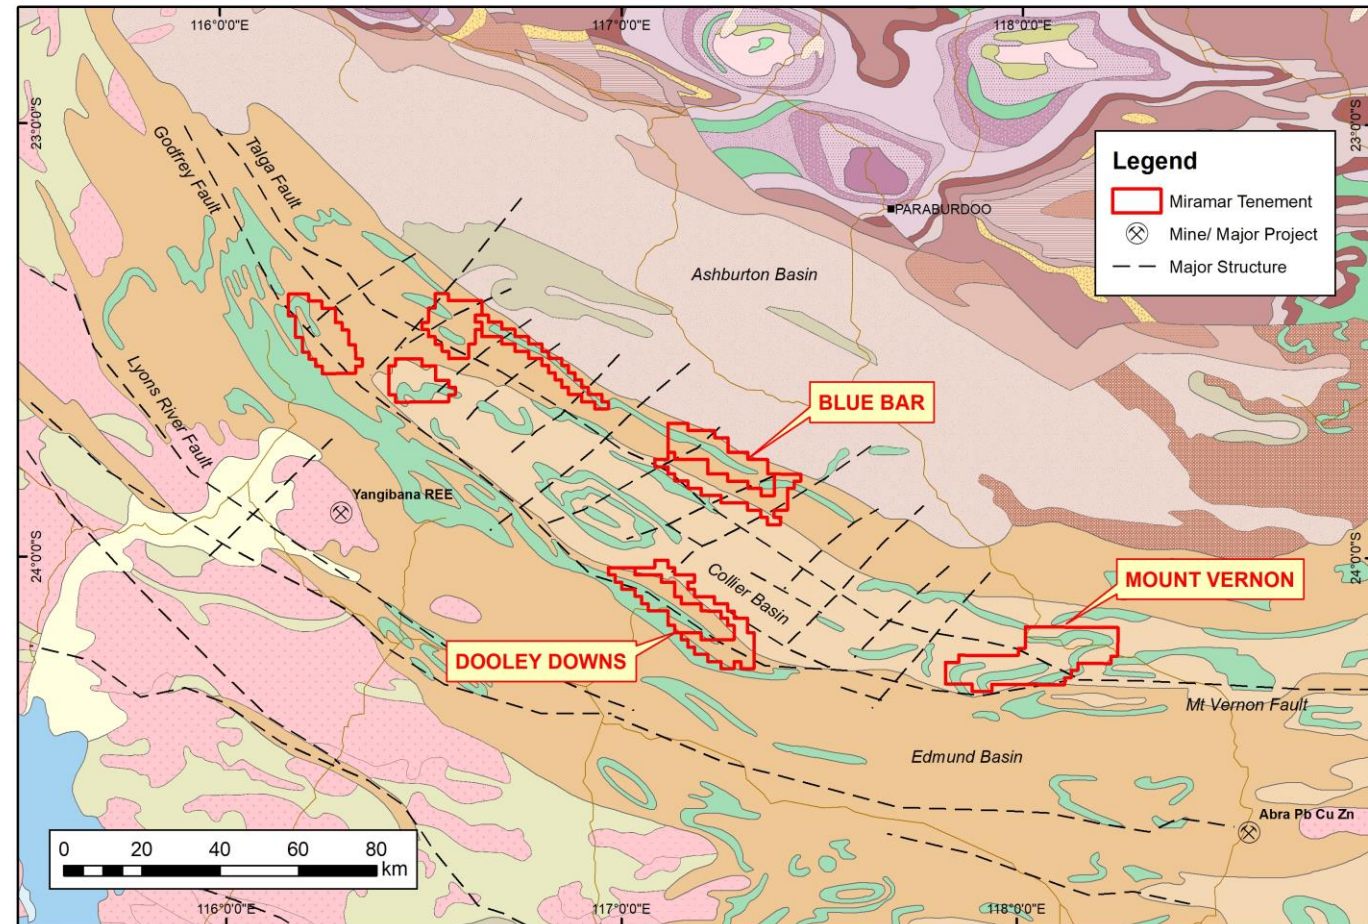 116°0'0"E
117°0'0"E
118°0'0"E
23°0'0"S
23°0'0"S
Godfrey Fault
Talga Fault
Legend
Miramar Tenement
Mine/ Major Project
Major Structure
PARABURDOO
Ashburton Basin
Lyons River Fault
BLUE BAR
Yangibana REE
24°0'0"S
24°0'0"S
Collier Basin
MOUNT VERNON
DOOLEY DOWNS
Mt Vernon Fault
Edmund Basin
Abra Pb Cu Zn
0 20 40 60 80
km
116°0'0"E
117°0'0"E
118°0'0"E